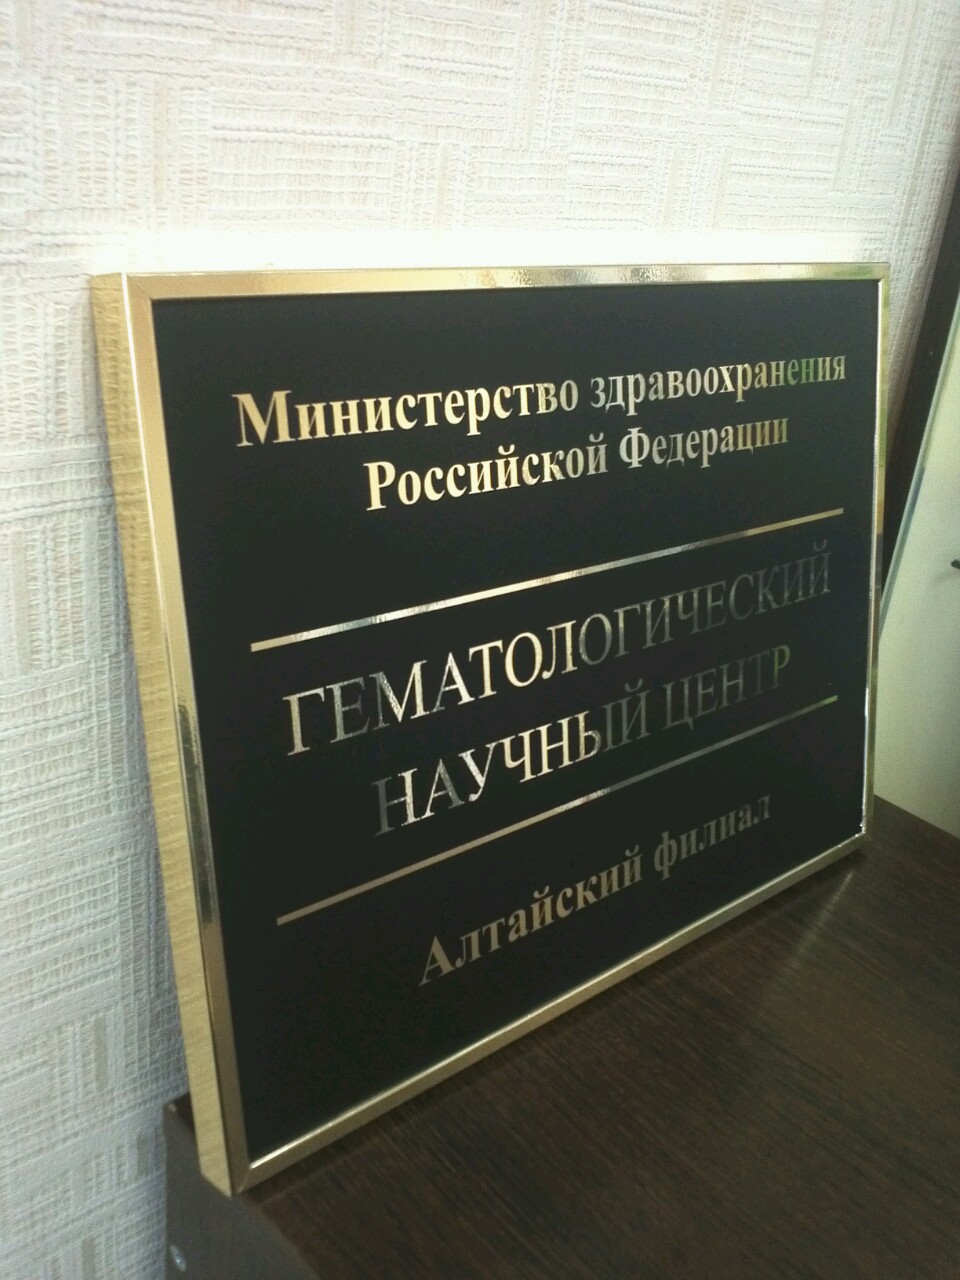 Министерство здравоохранения
Российской Федерации
ГЕМАТОЛОГИЧЕСКИЙ
НАУЧНЫЙ ЦЕНТР
Алтайский филиал